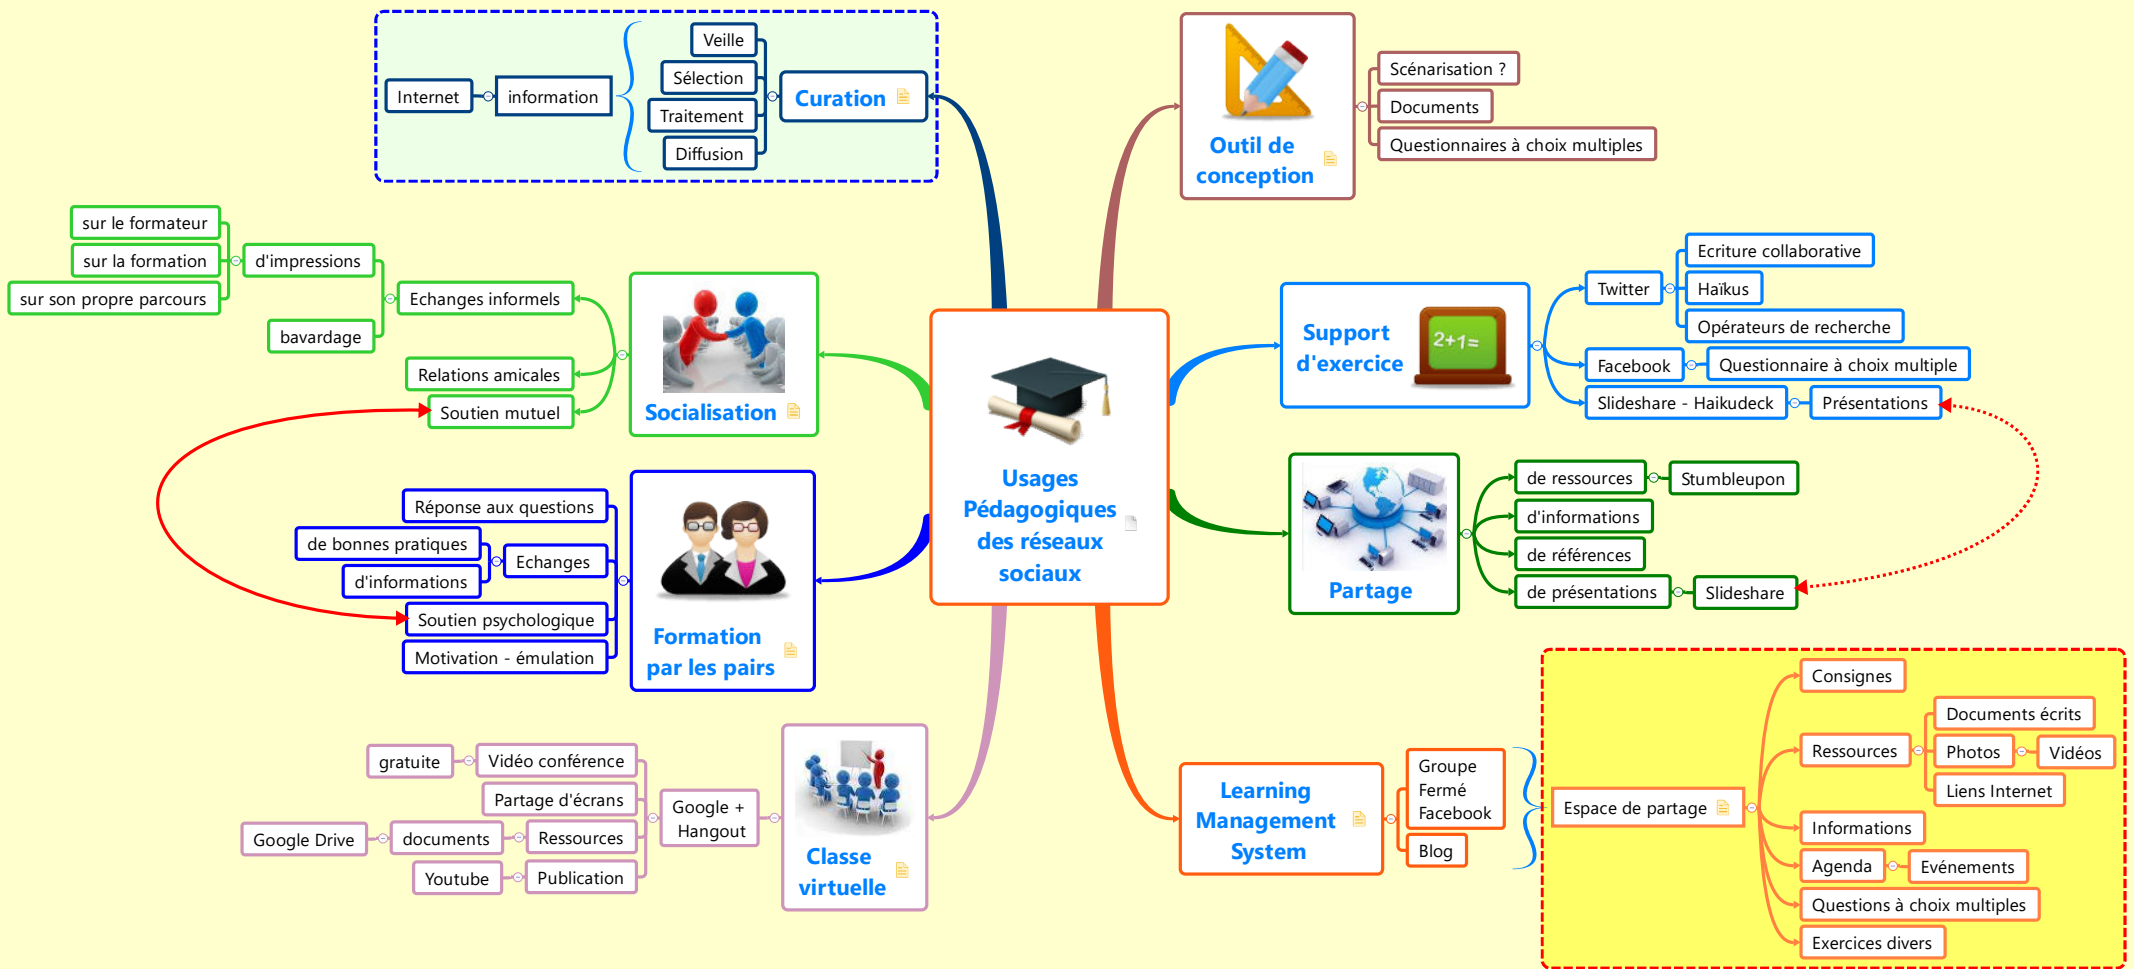 Usages
Pédagogiques
des réseaux
sociaux
Outil de
conception
Scénarisation ?
Documents
Questionnaires à choix multiples
Support
d'exercice
2+1=
Twitter
Ecriture collaborative
Haïkus
Opérateurs de recherche
Facebook
Questionnaire à choix multiple
Slideshare - Haikudeck
Présentations
Partage
de ressources
Stumbleupon
d'informations
de références
de présentations
Slideshare
Learning
Management
System
Groupe
Fermé
Facebook
Blog
Espace de partage
Consignes
Ressources
Documents écrits
Photos
Vidéos
Liens Internet
Informations
Agenda
Evénements
Questions à choix multiples
Exercices divers
Curation
Veille
Sélection
Traitement
Diffusion
information
Internet
Socialisation
Echanges informels
d'impressions
sur le formateur
sur la formation
sur son propre parcours
bavardage
Relations amicales
Soutien mutuel
Formation
par les pairs
Réponse aux questions
Echanges
de bonnes pratiques
d'informations
Soutien psychologique
Motivation - émulation
Classe
virtuelle
Google +
Hangout
Vidéo conférence
gratuite
Partage d'écrans
Ressources
documents
Google Drive
Publication
Youtube